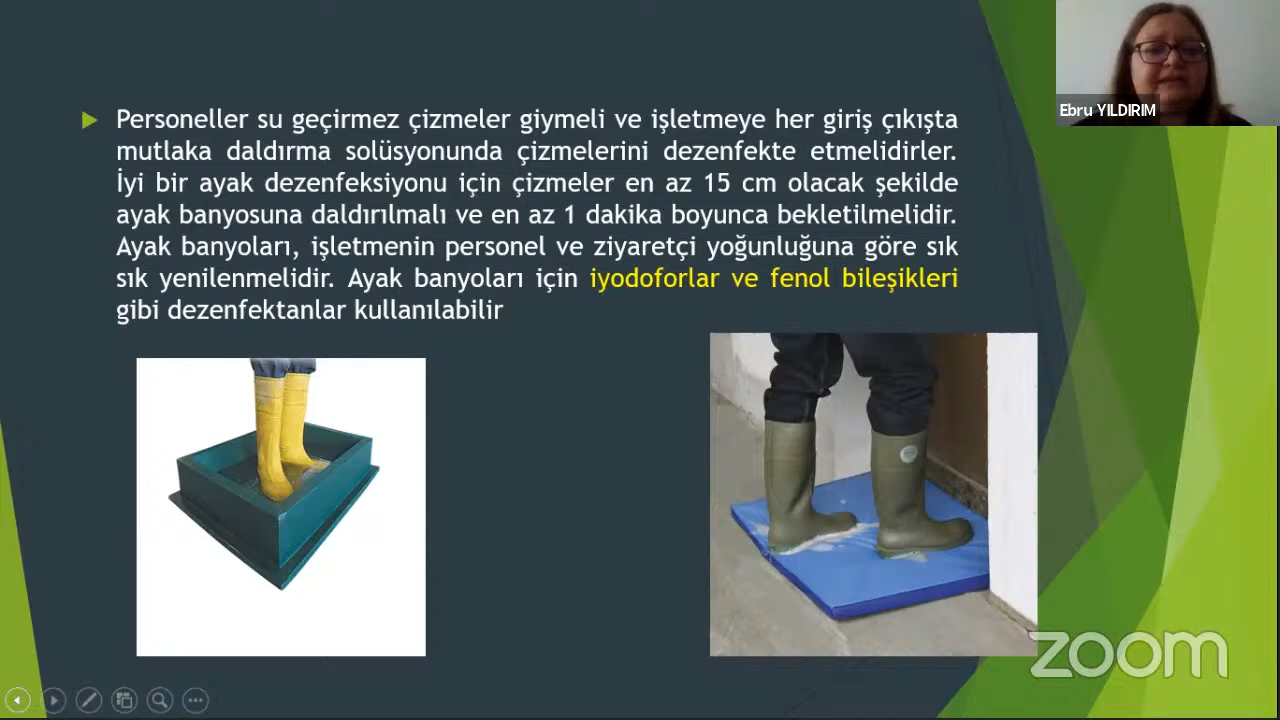 Personeller su geçirmez çizmeler giymeli ve işletmeye her giriş çıkışta
mutlaka daldırma solüsyonunda çizmelerini dezenfekte etmelidirler.
İyi bir ayak dezenfeksiyonu için çizmeler en az 15 cm olacak şekilde
ayak banyosuna daldırılmalı ve en az 1 dakika boyunca bekletilmelidir.
Ayak banyoları, işletmenin personel ve ziyaretçi yoğunluğuna göre sık
sık yenilenmelidir. Ayak banyoları için iyodoforlar ve fenol bileşikleri
gibi dezenfektanlar kullanılabilir
Ebru YILDIRIM
zoom